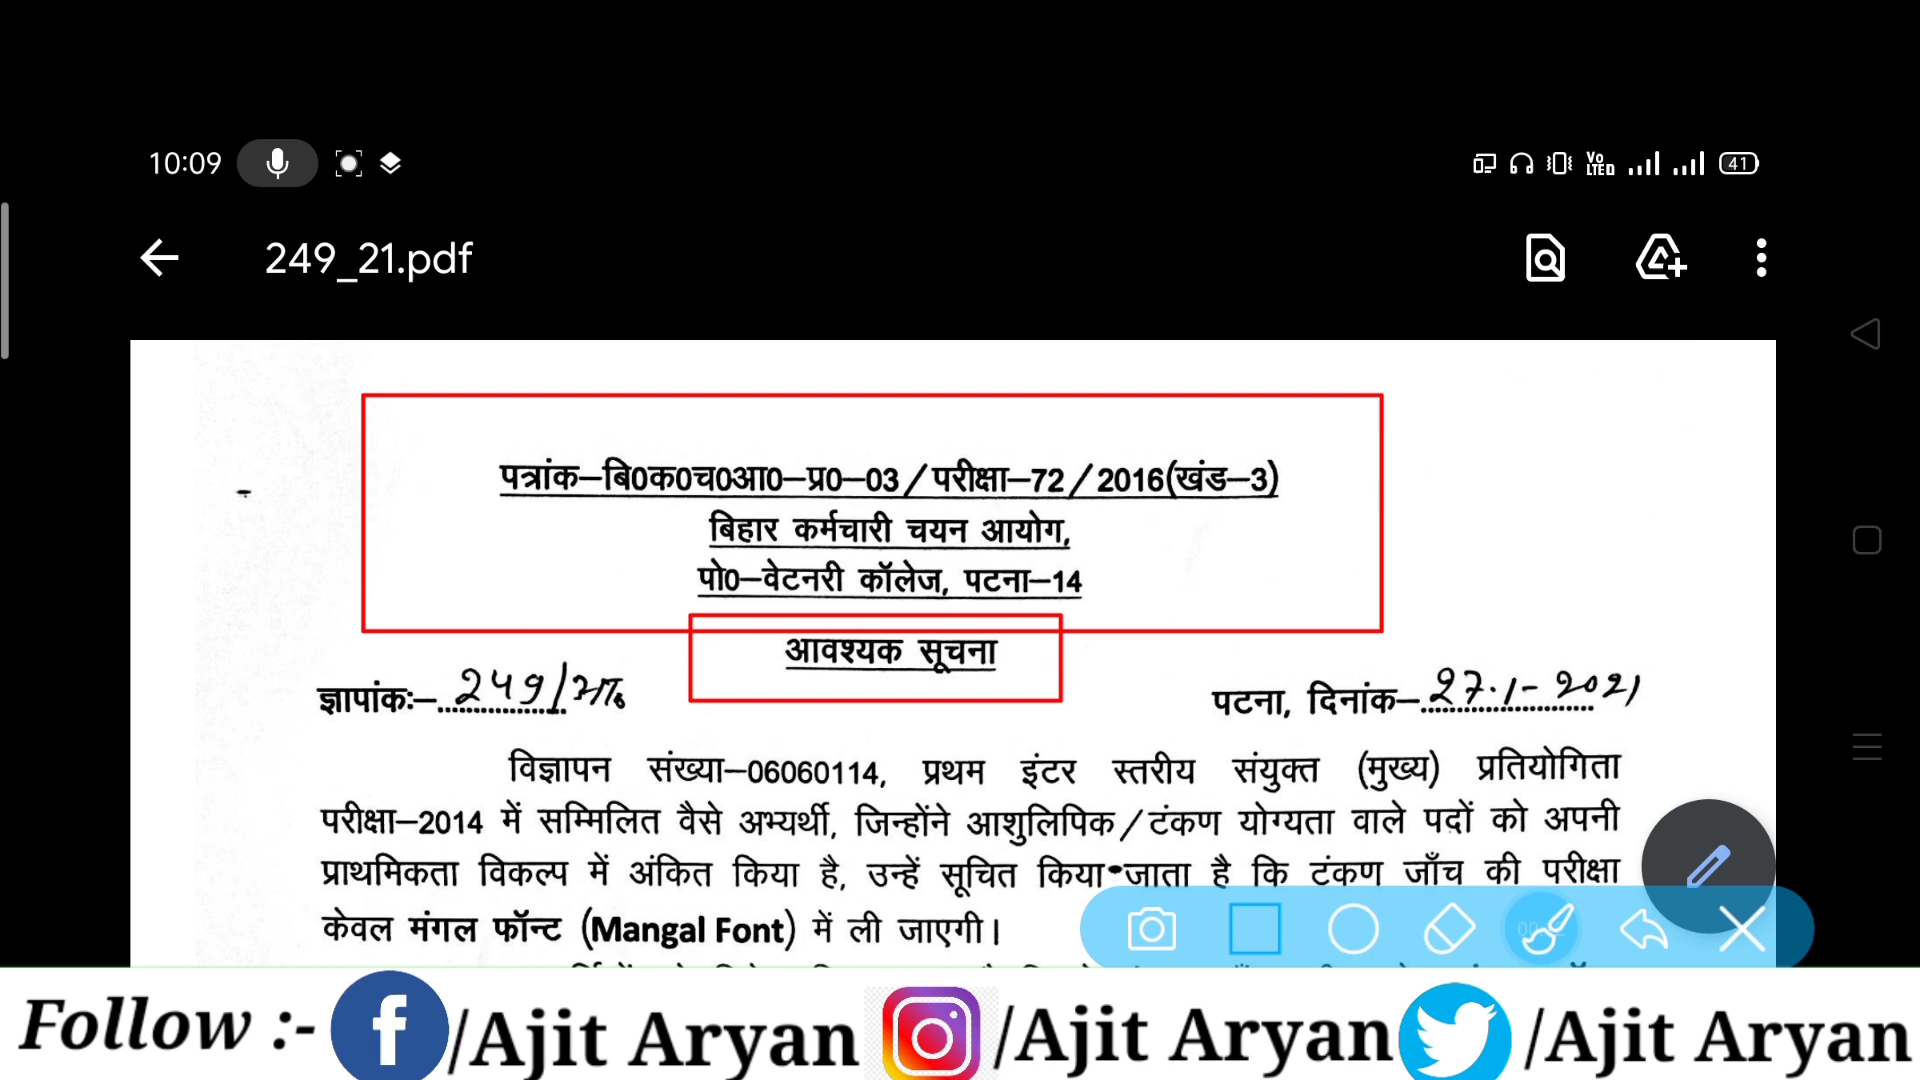 10:09
Vo LTE 41
249_21.pdf
पत्रांक–बि0क0च0आ0–प्र0–03/परीक्षा–72/2016(खंड–3)
बिहार कर्मचारी चयन आयोग,
पो0–वेटनरी कॉलेज, पटना–14
आवश्यक सूचना
ज्ञापांकः–249/ पटना, दिनांक–27.1-2021
विज्ञापन संख्या–06060114, प्रथम इंटर स्तरीय संयुक्त (मुख्य) प्रतियोगिता
परीक्षा–2014 में सम्मिलित वैसे अभ्यर्थी, जिन्होंने आशुलिपिक/टंकण योग्यता वाले पदों को अपनी
प्राथमिकता विकल्प में अंकित किया है, उन्हें सूचित किया जाता है कि टंकण जाँच की परीक्षा
केवल मंगल फॉन्ट (Mangal Font) में ली जाएगी।
Follow :- /Ajit Aryan /Ajit Aryan /Ajit Aryan